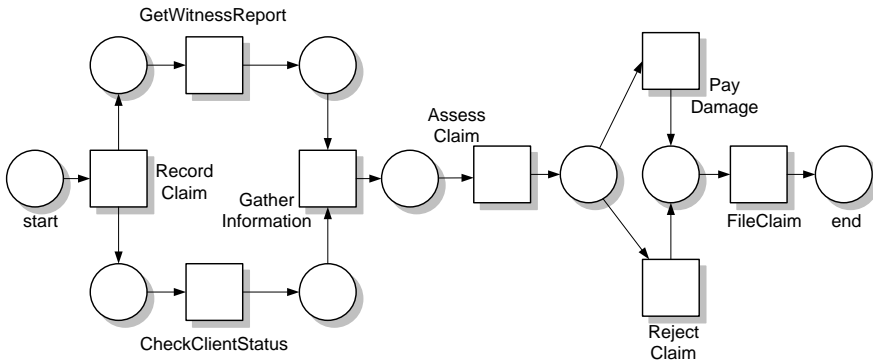 GetWitnessReport
Pay
Damage
Assess
Claim
Record
Claim
Gather
Information
start
FileClaim
end
CheckClientStatus
Reject
Claim